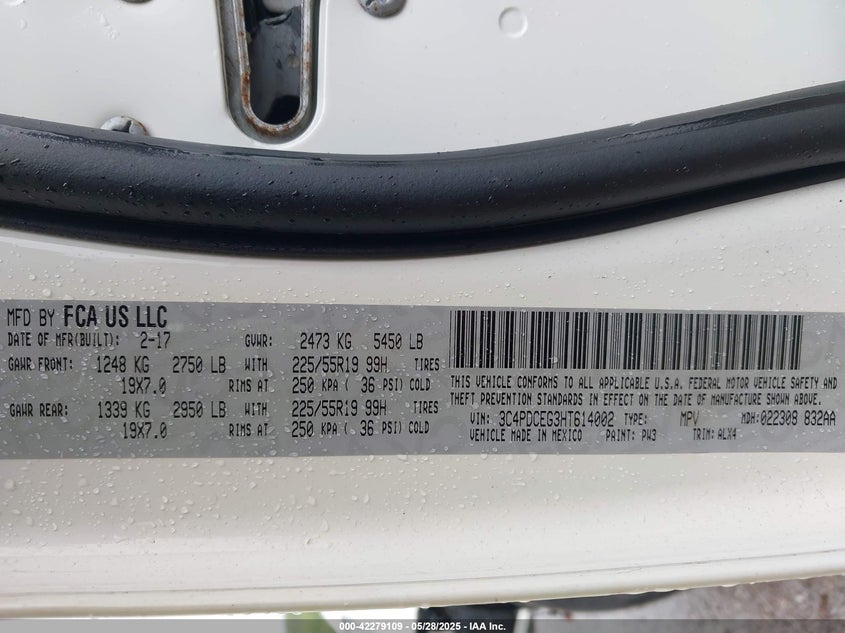 MFD BY FCA US LLC
DATE OF MFR(BUILT): 2-17 GVWR: 2473 KG 5450 LB
GAWR FRONT: 1248 KG 2750 LB WITH 225/55R19 99H TIRES
19X7.0 RIMS AT 250 KPA ( 36 PSI) COLD
GAWR REAR: 1339 KG 2950 LB WITH 225/55R19 99H TIRES
19X7.0 RIMS AT 250 KPA ( 36 PSI) COLD
THIS VEHICLE CONFORMS TO ALL APPLICABLE U.S.A. FEDERAL MOTOR VEHICLE SAFETY AND
THEFT PREVENTION STANDARDS IN EFFECT ON THE DATE OF MANUFACTURE SHOWN ABOVE.
VIN: 3C4PDCEG3HT614002 TYPE: MPV MDH:022308 832AA
VEHICLE MADE IN MEXICO PAINT: PW3 TRIM: ALX4
000-42279109 - 05/28/2025 - IAA Inc.